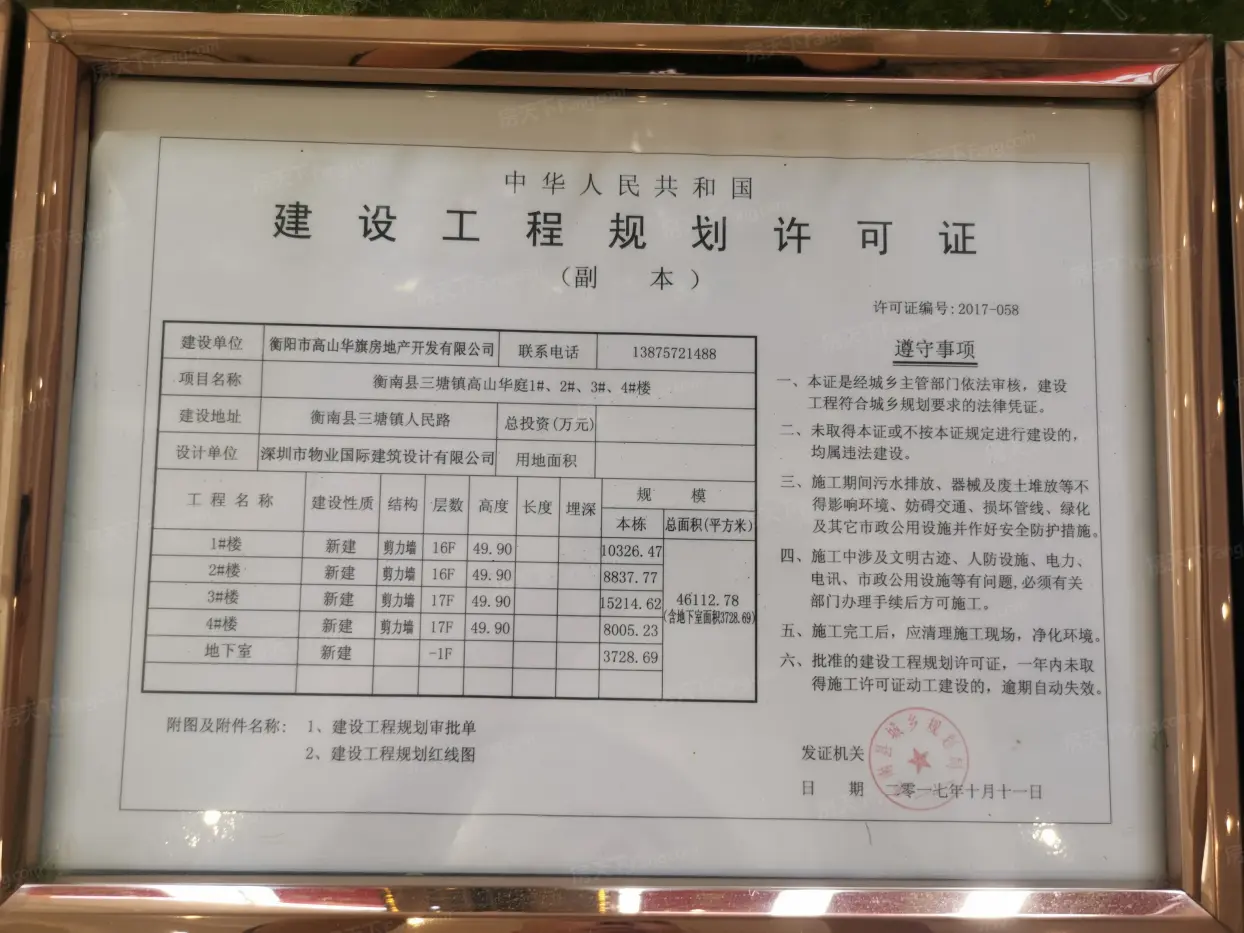 中华人民共和国
建设工程规划许可证
（副 本）
许可证编号: 2017-058
建设单位 衡阳市高山华旗房地产开发有限公司 联系电话 13875721488
项目名称 衡南县三塘镇高山华庭1#、2#、3#、4#楼
建设地址 衡南县三塘镇人民路 总投资(万元)
设计单位 深圳市物业国际建筑设计有限公司 用地面积
工程名称 建设性质 结构 层数 高度 长度 埋深 规 模
本栋 总面积(平方米)
1#楼 新建 剪力墙 16F 49.90 10326.47
2#楼 新建 剪力墙 16F 49.90 8837.77
3#楼 新建 剪力墙 17F 49.90 15214.62 46112.78
(含地下室面积3728.69)
4#楼 新建 剪力墙 17F 49.90 8005.23
地下室 新建 -1F 3728.69
附图及附件名称: 1、建设工程规划审批单
2、建设工程规划红线图
遵守事项
一、本证是经城乡主管部门依法审核, 建设
工程符合城乡规划要求的法律凭证。
二、未取得本证或不按本证规定进行建设的,
均属违法建设。
三、施工期间污水排放、器械及废土堆放等不
得影响环境、妨碍交通、损坏管线、绿化
及其它市政公用设施并作好安全防护措施。
四、施工中涉及文明古迹、人防设施、电力、
电讯、市政公用设施等有问题, 必须有关
部门办理手续后方可施工。
五、施工完工后, 应清理施工现场, 净化环境。
六、批准的建设工程规划许可证, 一年内未取
得施工许可证动工建设的, 逾期自动失效。
发证机关
日 期 二零一七年十月十一日
房天下Fang.com